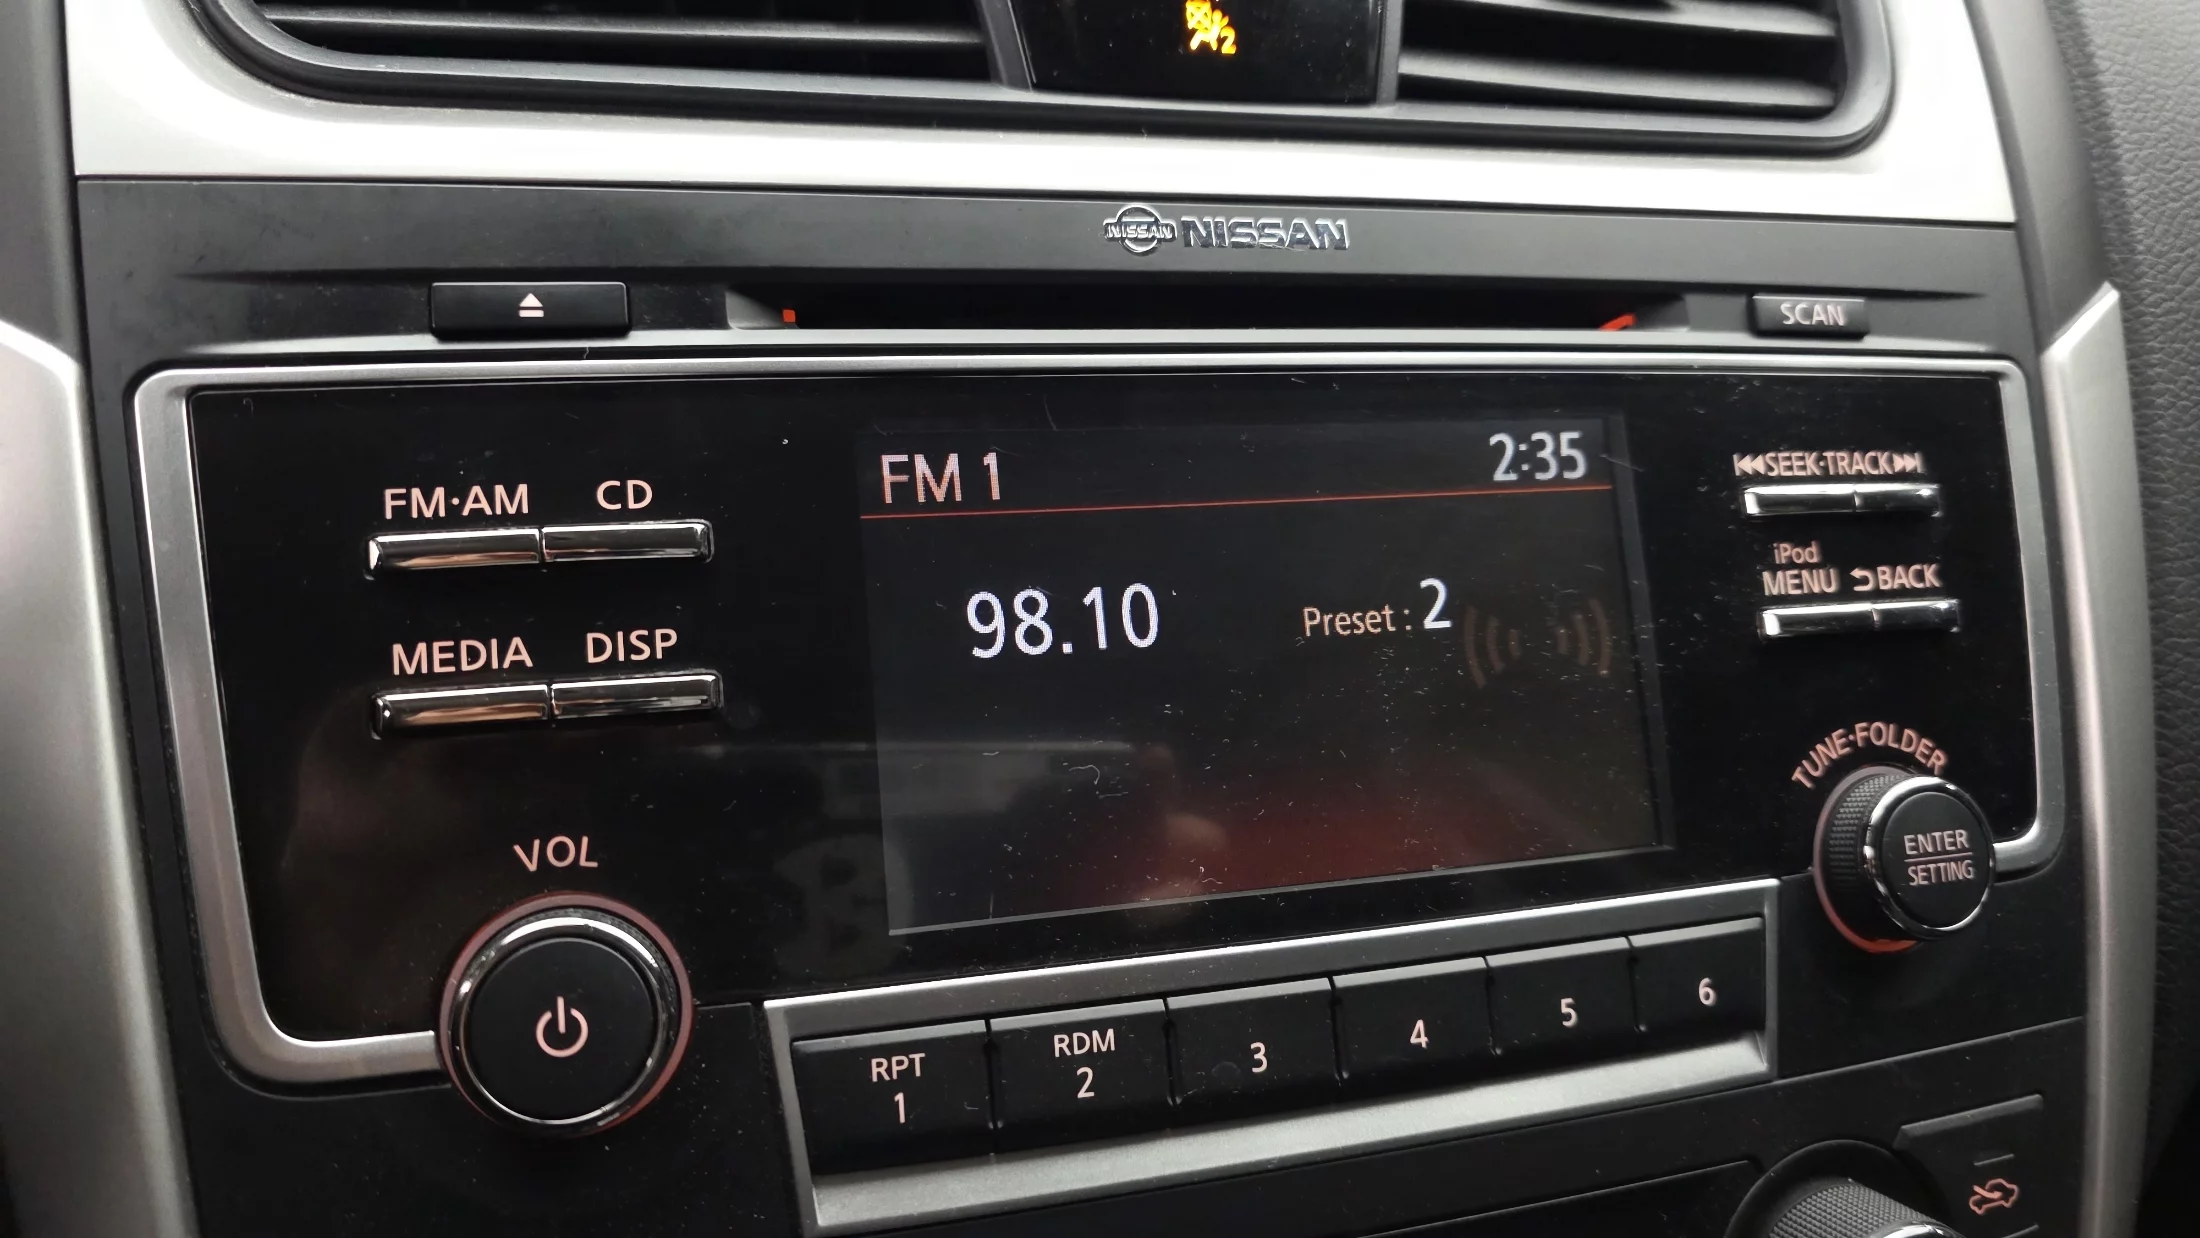 2
NISSAN NISSAN
SCAN
FM 1 2:35
98.10 Preset : 2
FM·AM CD
MEDIA DISP
VOL
SEEK·TRACK
iPod
MENU BACK
TUNE·FOLDER
ENTER
SETTING
RPT
1
RDM
2
3
4
5
6